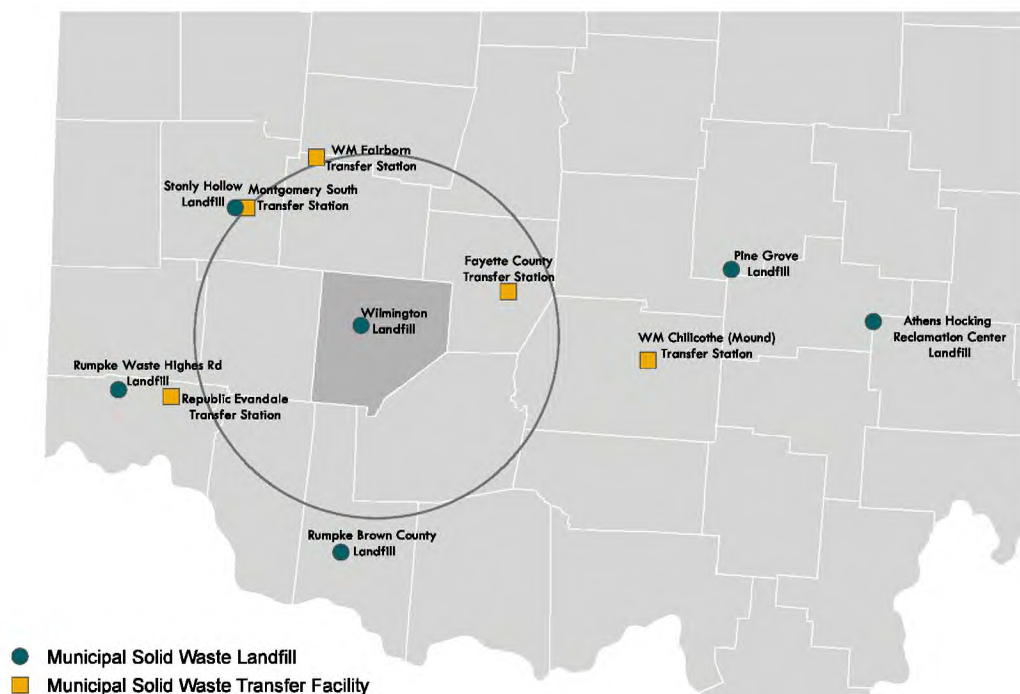 WM Fairborn
Transfer Station
Stonly Hollow
Landfill
Montgomery South
Transfer Station
Fayette County
Transfer Station
Pine Grove
Landfill
Wilmington
Landfill
Athens Hocking
Reclamation Center
Landfill
WM Chilicothe (Mound)
Transfer Station
Rumpke Waste Highes Rd
Landfill
Republic Evandale
Transfer Station
Rumpke Brown County
Landfill
Municipal Solid Waste Landfill
Municipal Solid Waste Transfer Facility